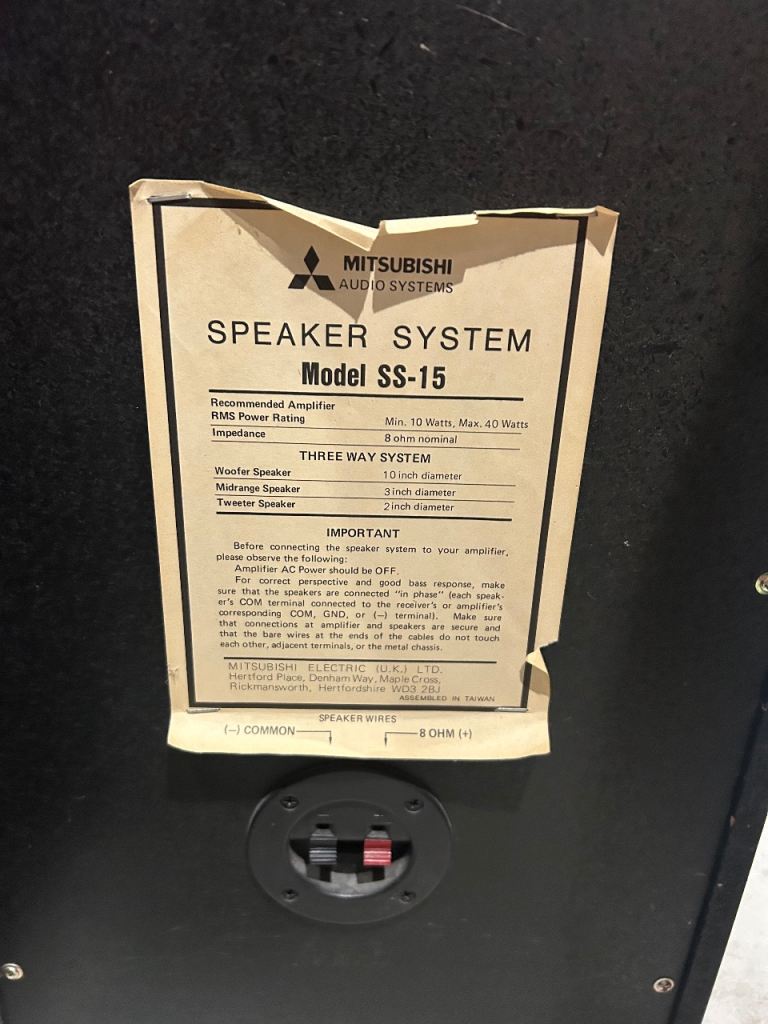 MITSUBISHI
AUDIO SYSTEMS
SPEAKER SYSTEM
Model SS-15
Recommended Amplifier
RMS Power Rating Min. 10 Watts, Max. 40 Watts
Impedance 8 ohm nominal
THREE WAY SYSTEM
Woofer Speaker 10 inch diameter
Midrange Speaker 3 inch diameter
Tweeter Speaker 2 inch diameter
IMPORTANT
Before connecting the speaker system to your amplifier,
please observe the following:
Amplifier AC Power should be OFF.
For correct perspective and good bass response, make
sure that the speakers are connected "in phase" (each speak-
er's COM terminal connected to the receiver's or amplifier's
corresponding COM, GND, or (—) terminal). Make sure
that connections at amplifier and speakers are secure and
that the bare wires at the ends of the cables do not touch
each other, adjacent terminals, or the metal chassis.
MITSUBISHI ELECTRIC (U.K.) LTD.
Hertford Place, Denham Way, Maple Cross,
Rickmansworth, Hertfordshire WD3 2BJ
ASSEMBLED IN TAIWAN
SPEAKER WIRES
(—) COMMON 8 OHM (+)